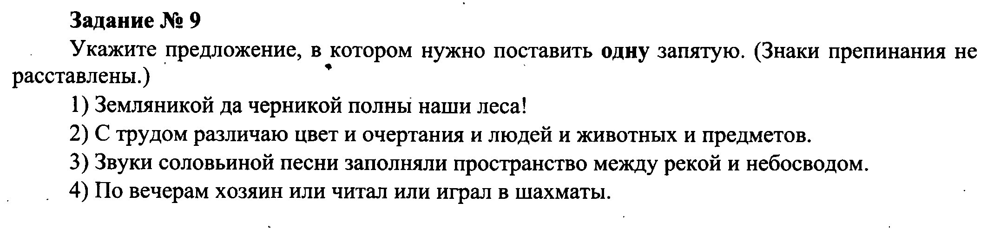 Задание № 9
Укажите предложение, в котором нужно поставить одну запятую. (Знаки препинания не
расставлены.)
1) Земляникой да черникой полны наши леса!
2) С трудом различаю цвет и очертания и людей и животных и предметов.
3) Звуки соловьиной песни заполняли пространство между рекой и небосводом.
4) По вечерам хозяин или читал или играл в шахматы.